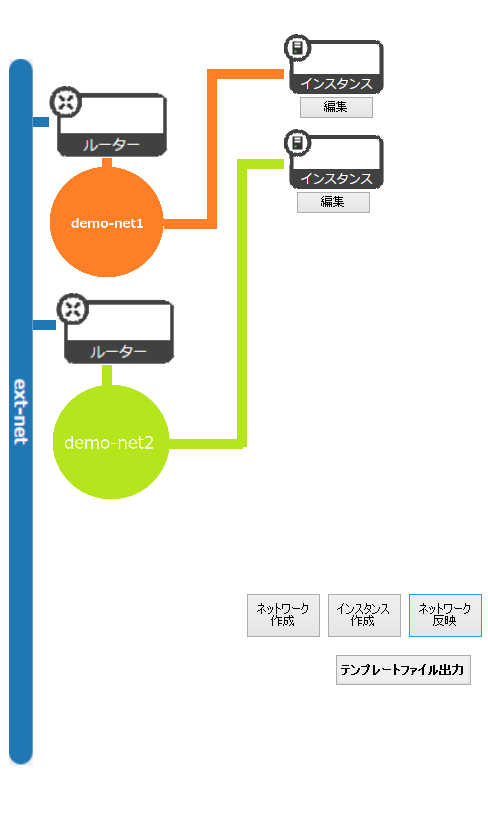 インスタンス
編集
ルーター
インスタンス
編集
demo-net1
ルーター
ext-net
demo-net2
ネットワーク
作成
インスタンス
作成
ネットワーク
反映
テンプレートファイル出力